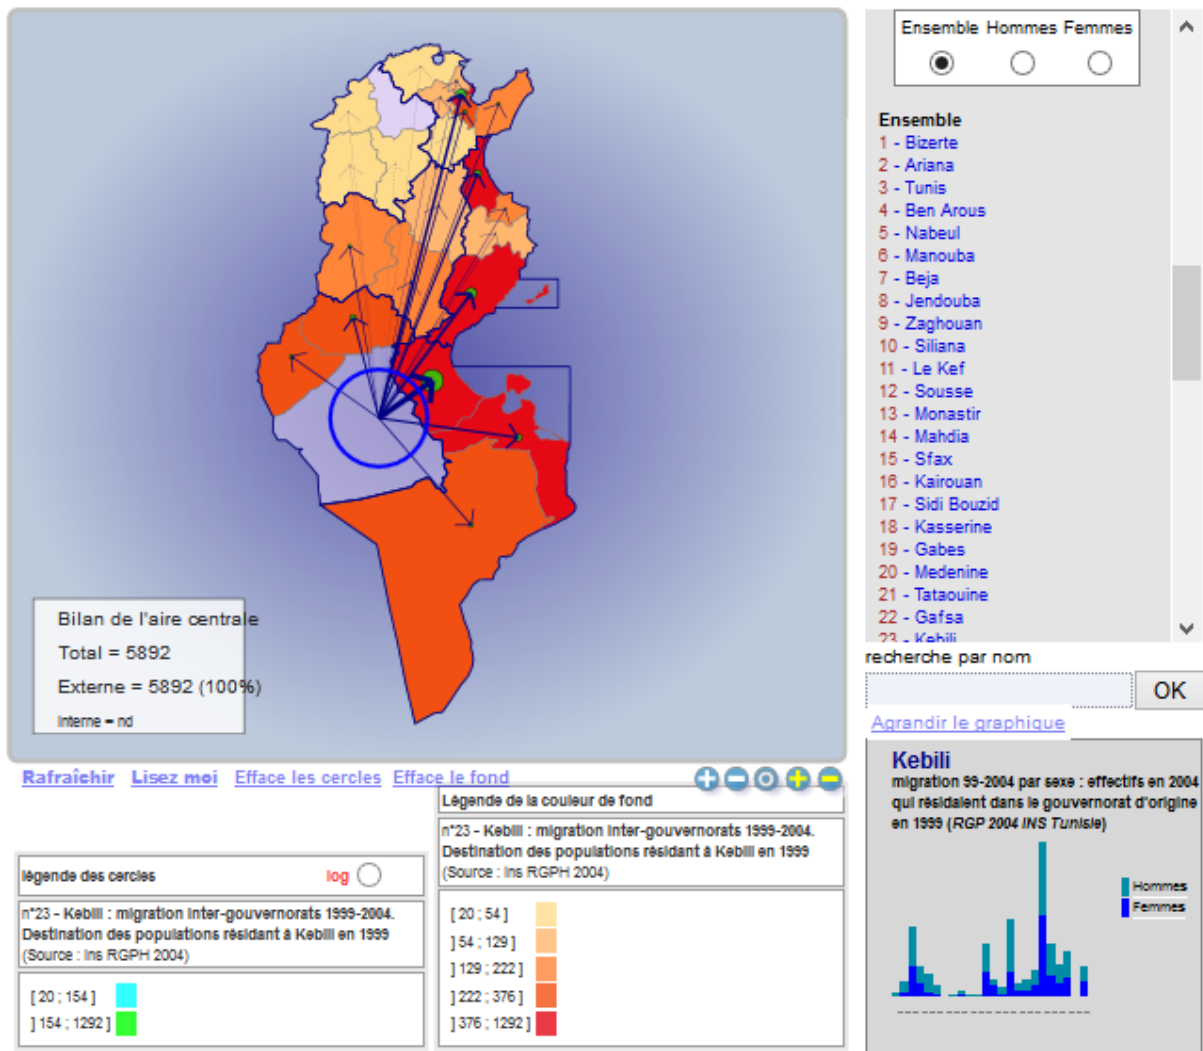 Ensemble Hommes Femmes
Ensemble
1 - Bizerte
2 - Ariana
3 - Tunis
4 - Ben Arous
5 - Nabeul
6 - Manouba
7 - Beja
8 - Jendouba
9 - Zaghouan
10 - Siliana
11 - Le Kef
12 - Sousse
13 - Monastir
14 - Mahdia
15 - Sfax
16 - Kairouan
17 - Sidi Bouzid
18 - Kasserine
19 - Gabes
20 - Medenine
21 - Tataouine
22 - Gafsa
23 - Kebili
recherche par nom
OK
Agrandir le graphique
Bilan de l'aire centrale
Total = 5892
Externe = 5892 (100%)
Interne = nd
Rafraîchir Lisez moi Efface les cercles Efface le fond
légende des cercles log
n°23 - Kebili : migration inter-gouvernorats 1999-2004.
Destination des populations résidant à Kebili en 1999
(Source : Ins RGPH 2004)
[ 20 ; 154 ]
] 154 ; 1292 ]
Légende de la couleur de fond
n°23 - Kebili : migration inter-gouvernorats 1999-2004.
Destination des populations résidant à Kebili en 1999
(Source : Ins RGPH 2004)
[ 20 ; 54 ]
] 54 ; 129 ]
] 129 ; 222 ]
] 222 ; 376 ]
] 376 ; 1292 ]
Kebili
migration 99-2004 par sexe : effectifs en 2004
qui résidaient dans le gouvernorat d'origine
en 1999 (RGP 2004 INS Tunisie)
Hommes
Femmes